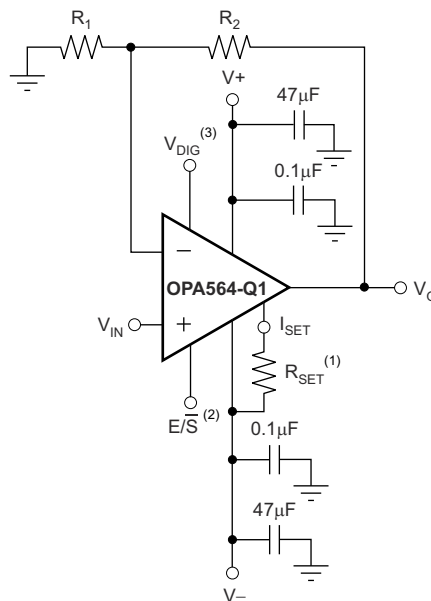 R1
R2
V+
47μF
VDIG (3)
0.1μF
−
OPA564-Q1
VO
VIN
+
ISET
RSET (1)
E/S̅ (2)
0.1μF
47μF
V−